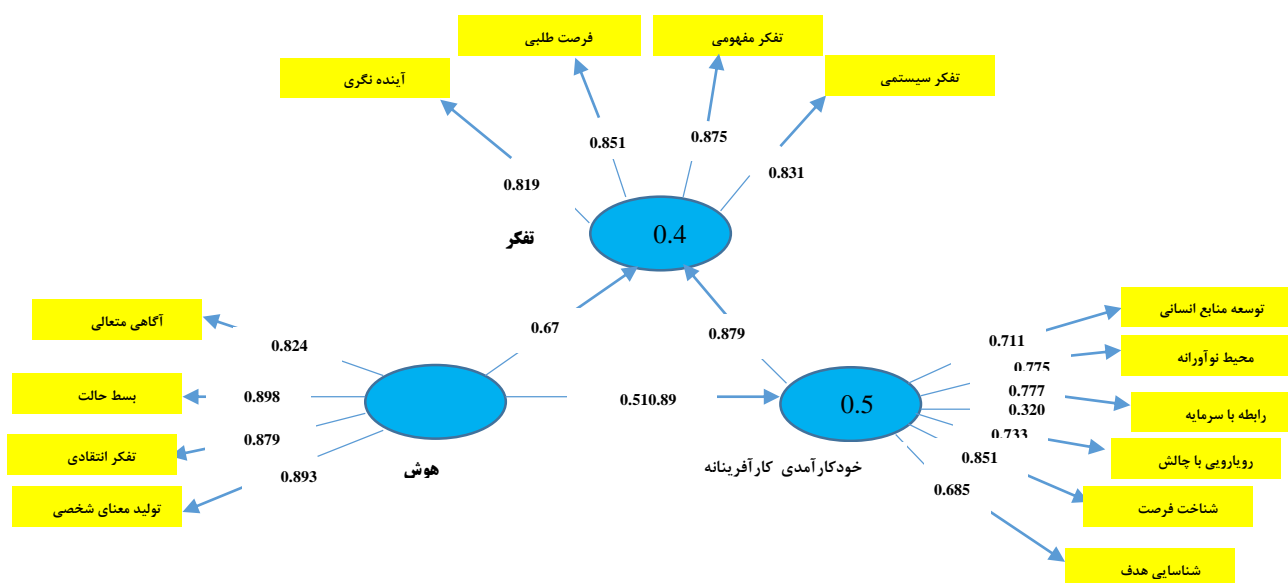 فرصت طلبی
تفکر مفهومی
آینده نگری
تفکر سیستمی
0.851
0.875
0.819
0.831
تفکر
0.4
آگاهی متعالی
بسط حالت
تفکر انتقادی
تولید معنای شخصی
0.824
0.898
0.879
0.893
هوش
0.67
0.879
0.510.89
0.5
خودکارآمدی کارآفرینانه
0.711
0.775
0.777
0.320
0.733
0.851
0.685
توسعه منابع انسانی
محیط نوآورانه
رابطه با سرمایه
رویارویی با چالش
شناخت فرصت
شناسایی هدف